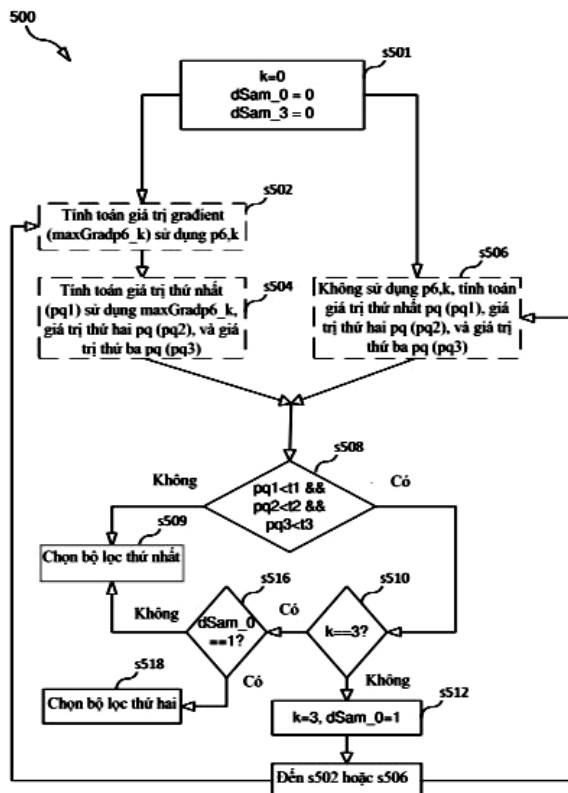 500
s501
k=0
dSam_0 = 0
dSam_3 = 0
s502
Tính toán giá trị gradient
(maxGradp6_k) sử dụng p6,k
s504
Tính toán giá trị thứ nhất
(pq1) sử dụng maxGradp6_k,
giá trị thứ hai pq (pq2), và giá
trị thứ ba pq (pq3)
s506
Không sử dụng p6,k, tính toán
giá trị thứ nhất pq (pq1), giá
trị thứ hai pq (pq2), và giá trị
thứ ba pq (pq3)
s508
Không
pq1<t1 &&
pq2<t2 &&
pq3<t3
Có
s509
Chọn bộ lọc thứ nhất
s516
Không
dSam_0
==1?
Có
s510
k==3?
s518
Chọn bộ lọc thứ hai
Có
Không
s512
k=3, dSam_0=1
Đến s502 hoặc s506